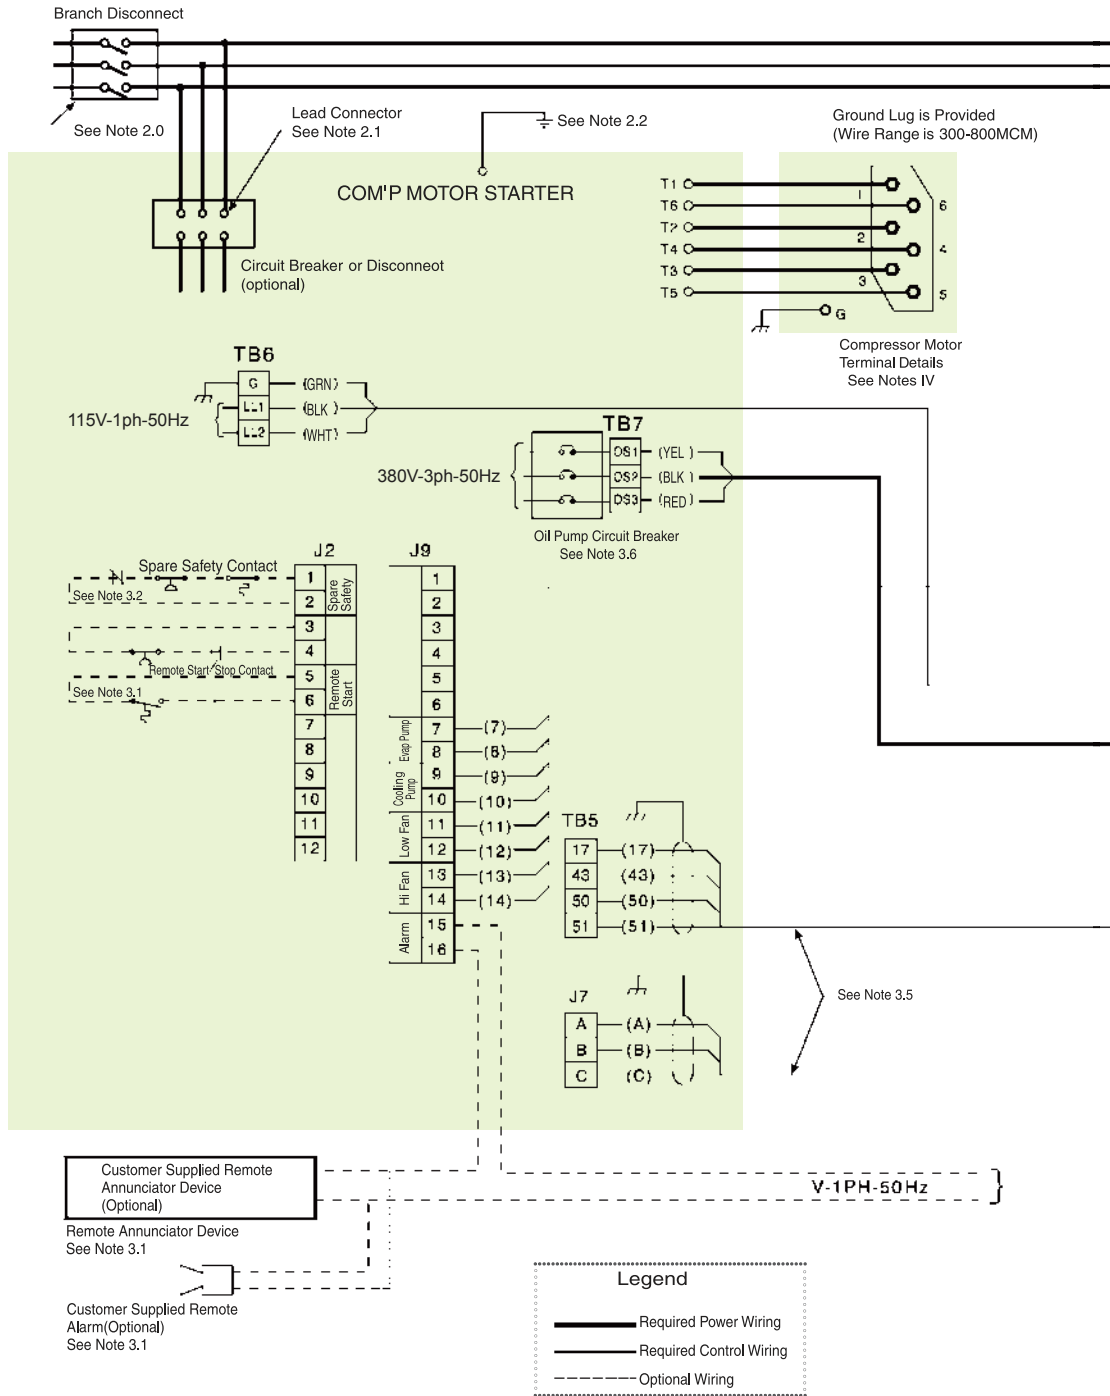 Branch Disconnect
See Note 2.0
Lead Connector
See Note 2.1
See Note 2.2
Ground Lug is Provided
(Wire Range is 300-800MCM)
COM'P MOTOR STARTER
Circuit Breaker or Disconneot
(optional)
T1
T6
T2
T4
T3
T5
1
6
2
4
3
5
G
Compressor Motor
Terminal Details
See Notes IV
TB6
G (GRN)
115V-1ph-50Hz
LL1 (BLK)
LL2 (WHT)
TB7
380V-3ph-50Hz
OS1 (YEL)
OS2 (BLK)
OS3 (RED)
Oil Pump Circuit Breaker
See Note 3.6
J2
Spare Safety Contact
See Note 3.2
1
2
3
4
5
6
7
8
9
10
11
12
Spare
Safety
Remote Start-Stop Contact
See Note 3.1
Remote
Start
J9
1
2
3
4
5
6
7 (7)
8 (8)
9 (9)
10 (10)
11 (11)
12 (12)
13 (13)
14 (14)
15
16
Evap Pump
Cooling
Pump
Low Fan
Hi Fan
Alarm
TB5
17 (17)
43 (43)
50 (50)
51 (51)
See Note 3.5
J7
A (A)
B (B)
C (C)
Customer Supplied Remote
Annunciator Device
(Optional)
V-1PH-50Hz
Remote Annunciator Device
See Note 3.1
Customer Supplied Remote
Alarm(Optional)
See Note 3.1
Legend
Required Power Wiring
Required Control Wiring
Optional Wiring